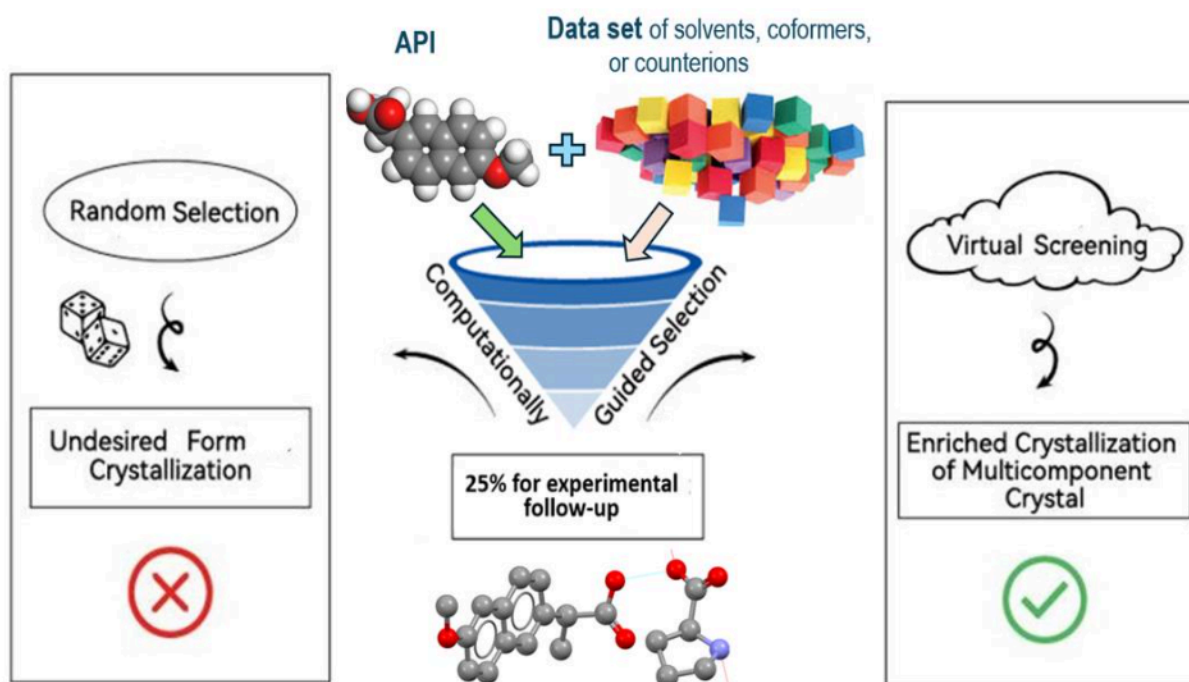 API
Data set of solvents, coformers,
or counterions
Random Selection
Undesired Form
Crystallization
Computationally
Guided Selection
25% for experimental
follow-up
Virtual Screening
Enriched Crystallization
of Multicomponent
Crystal